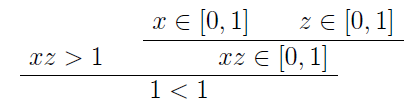 x ∈ [0, 1] z ∈ [0, 1]
xz > 1 xz ∈ [0, 1]
1 < 1